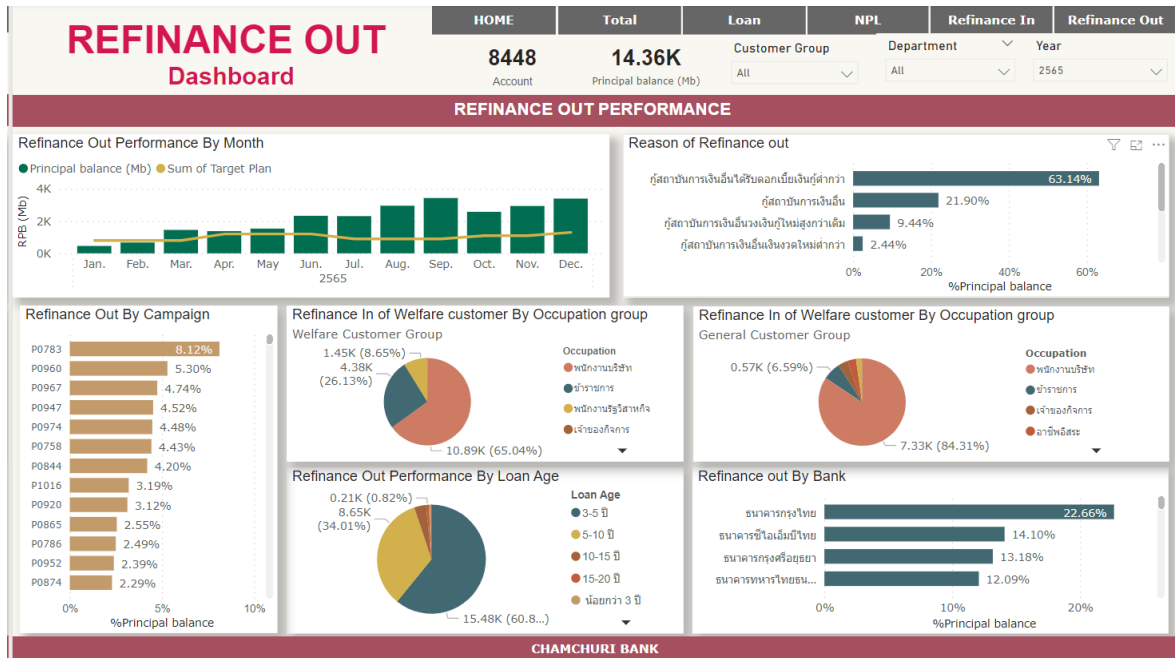 REFINANCE OUT
Dashboard
HOME
Total
Loan
NPL
Refinance In
Refinance Out
8448
Account
14.36K
Principal balance (Mb)
Customer Group
All
Department
All
Year
2565
REFINANCE OUT PERFORMANCE
Refinance Out Performance By Month
Principal balance (Mb)
Sum of Target Plan
RPB (Mb)
4K
2K
0K
Jan.
Feb.
Mar.
Apr.
May
Jun.
Jul.
Aug.
Sep.
Oct.
Nov.
Dec.
2565
Reason of Refinance out
กู้สถาบันการเงินอื่นได้รับดอกเบี้ยเงินกู้ต่ำกว่า
63.14%
กู้สถาบันการเงินอื่น
21.90%
กู้สถาบันการเงินอื่นวงเงินกู้ใหม่สูงกว่าเดิม
9.44%
กู้สถาบันการเงินอื่นเงินงวดใหม่ต่ำกว่า
2.44%
0%
20%
40%
60%
%Principal balance
Refinance Out By Campaign
P0783
8.12%
P0960
5.30%
P0967
4.74%
P0947
4.52%
P0974
4.48%
P0758
4.43%
P0844
4.20%
P1016
3.19%
P0920
3.12%
P0865
2.55%
P0786
2.49%
P0952
2.39%
P0874
2.29%
0%
5%
10%
%Principal balance
Refinance In of Welfare customer By Occupation group
Welfare Customer Group
1.45K (8.65%)
4.38K
(26.13%)
10.89K (65.04%)
Occupation
พนักงานบริษัท
ข้าราชการ
พนักงานรัฐวิสาหกิจ
เจ้าของกิจการ
Refinance In of Welfare customer By Occupation group
General Customer Group
0.57K (6.59%)
7.33K (84.31%)
Occupation
พนักงานบริษัท
ข้าราชการ
เจ้าของกิจการ
อาชีพอิสระ
Refinance Out Performance By Loan Age
0.21K (0.82%)
8.65K
(34.01%)
15.48K (60.8...)
Loan Age
3-5 ปี
5-10 ปี
10-15 ปี
15-20 ปี
น้อยกว่า 3 ปี
Refinance out By Bank
ธนาคารกรุงไทย
22.66%
ธนาคารซีไอเอ็มบีไทย
14.10%
ธนาคารกรุงศรีอยุธยา
13.18%
ธนาคารทหารไทยธน...
12.09%
0%
10%
20%
%Principal balance
CHAMCHURI BANK